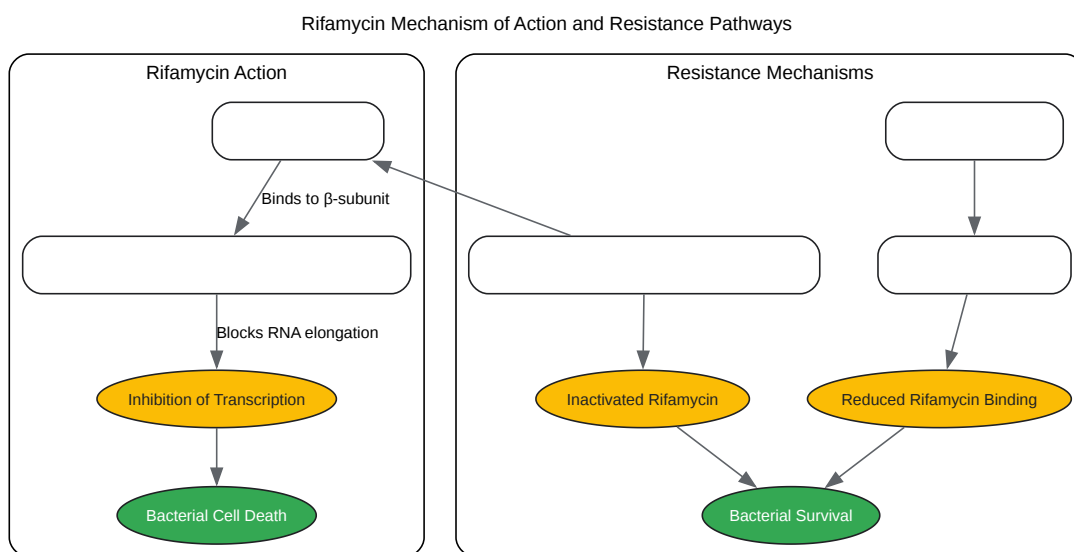 Rifamycin Mechanism of Action and Resistance Pathways
Rifamycin Action
Resistance Mechanisms
Binds to β-subunit
Blocks RNA elongation
Inhibition of Transcription
Inactivated Rifamycin
Reduced Rifamycin Binding
Bacterial Cell Death
Bacterial Survival